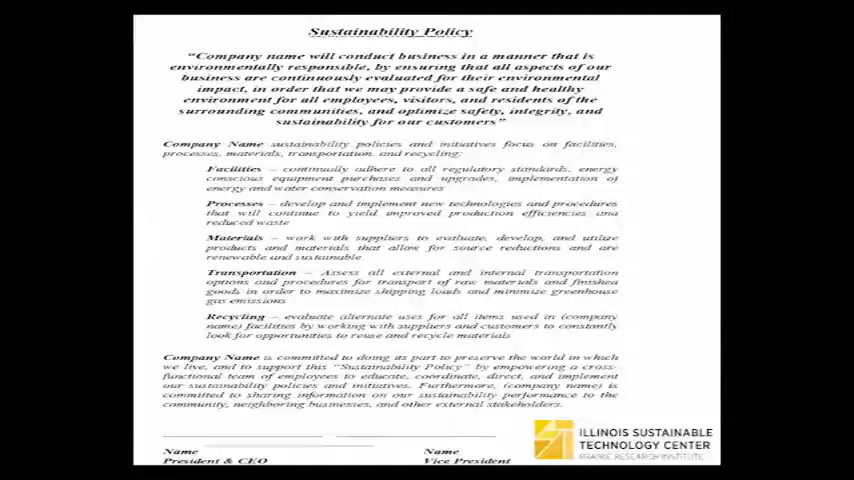 Sustainability Policy
“Company name will conduct business in a manner that is
environmentally responsible, by ensuring that all aspects of our
business are continuously evaluated for their environmental
impact, in order that we may provide a safe and healthy
environment for all employees, visitors, and residents of the
surrounding communities, and optimize safety, integrity, and
sustainability for our customers”
Company Name sustainability policies and initiatives focus on facilities,
processes, materials, transportation, and recycling:
Facilities – continually adhere to all regulatory standards, energy
conscious equipment purchases and upgrades, implementation of
energy and water conservation measures
Processes – develop and implement new technologies and procedures
that will continue to yield improved production efficiencies and
reduced waste
Materials – work with suppliers to evaluate, develop, and utilize
products and materials that allow for source reductions and are
renewable and sustainable
Transportation – Assess all external and internal transportation
options and procedures for transport of raw materials and finished
goods in order to maximize shipping loads and minimize greenhouse
gas emissions
Recycling – evaluate alternate uses for all items used in (company
name) facilities by working with suppliers and customers to constantly
look for opportunities to reuse and recycle materials
Company Name is committed to doing its part to preserve the world in which
we live, and to support this “Sustainability Policy” by empowering a cross-
functional team of employees to educate, coordinate, direct, and implement
our sustainability policies and initiatives. Furthermore, (company name) is
committed to sharing information on our sustainability performance to the
community, neighboring businesses, and other external stakeholders.
Name Name
President & CEO Vice President
ILLINOIS SUSTAINABLE
TECHNOLOGY CENTER
PRAIRIE RESEARCH INSTITUTE